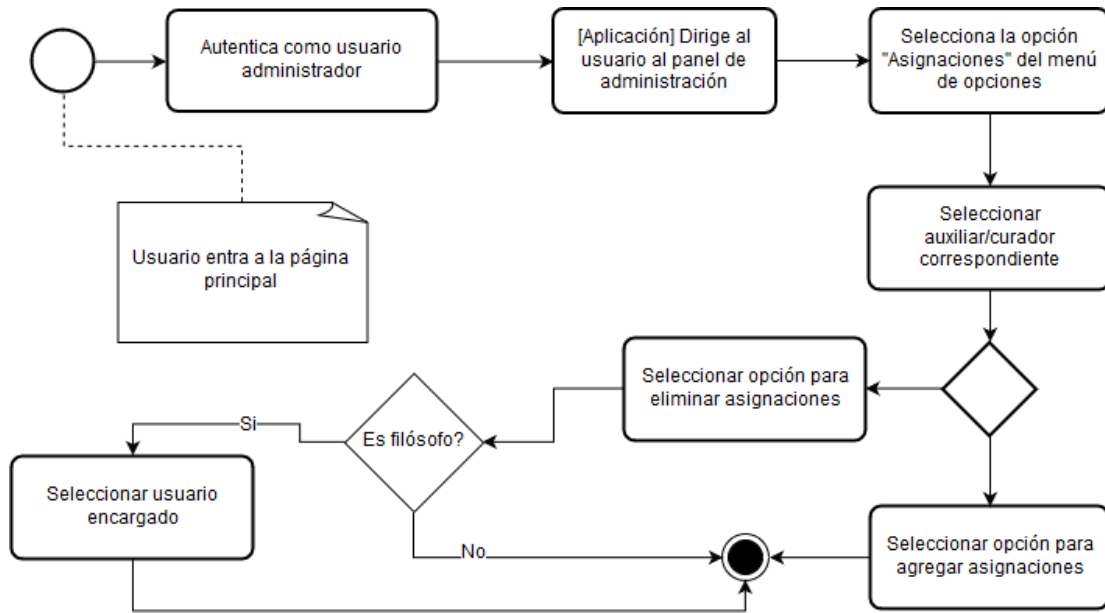 Autentica como usuario
administrador
[Aplicación] Dirige al
usuario al panel de
administración
Selecciona la opción
"Asignaciones" del menú
de opciones
Usuario entra a la página
principal
Seleccionar
auxiliar/curador
correspondiente
Seleccionar opción para
eliminar asignaciones
Es filósofo?
Si
Seleccionar usuario
encargado
No
Seleccionar opción para
agregar asignaciones